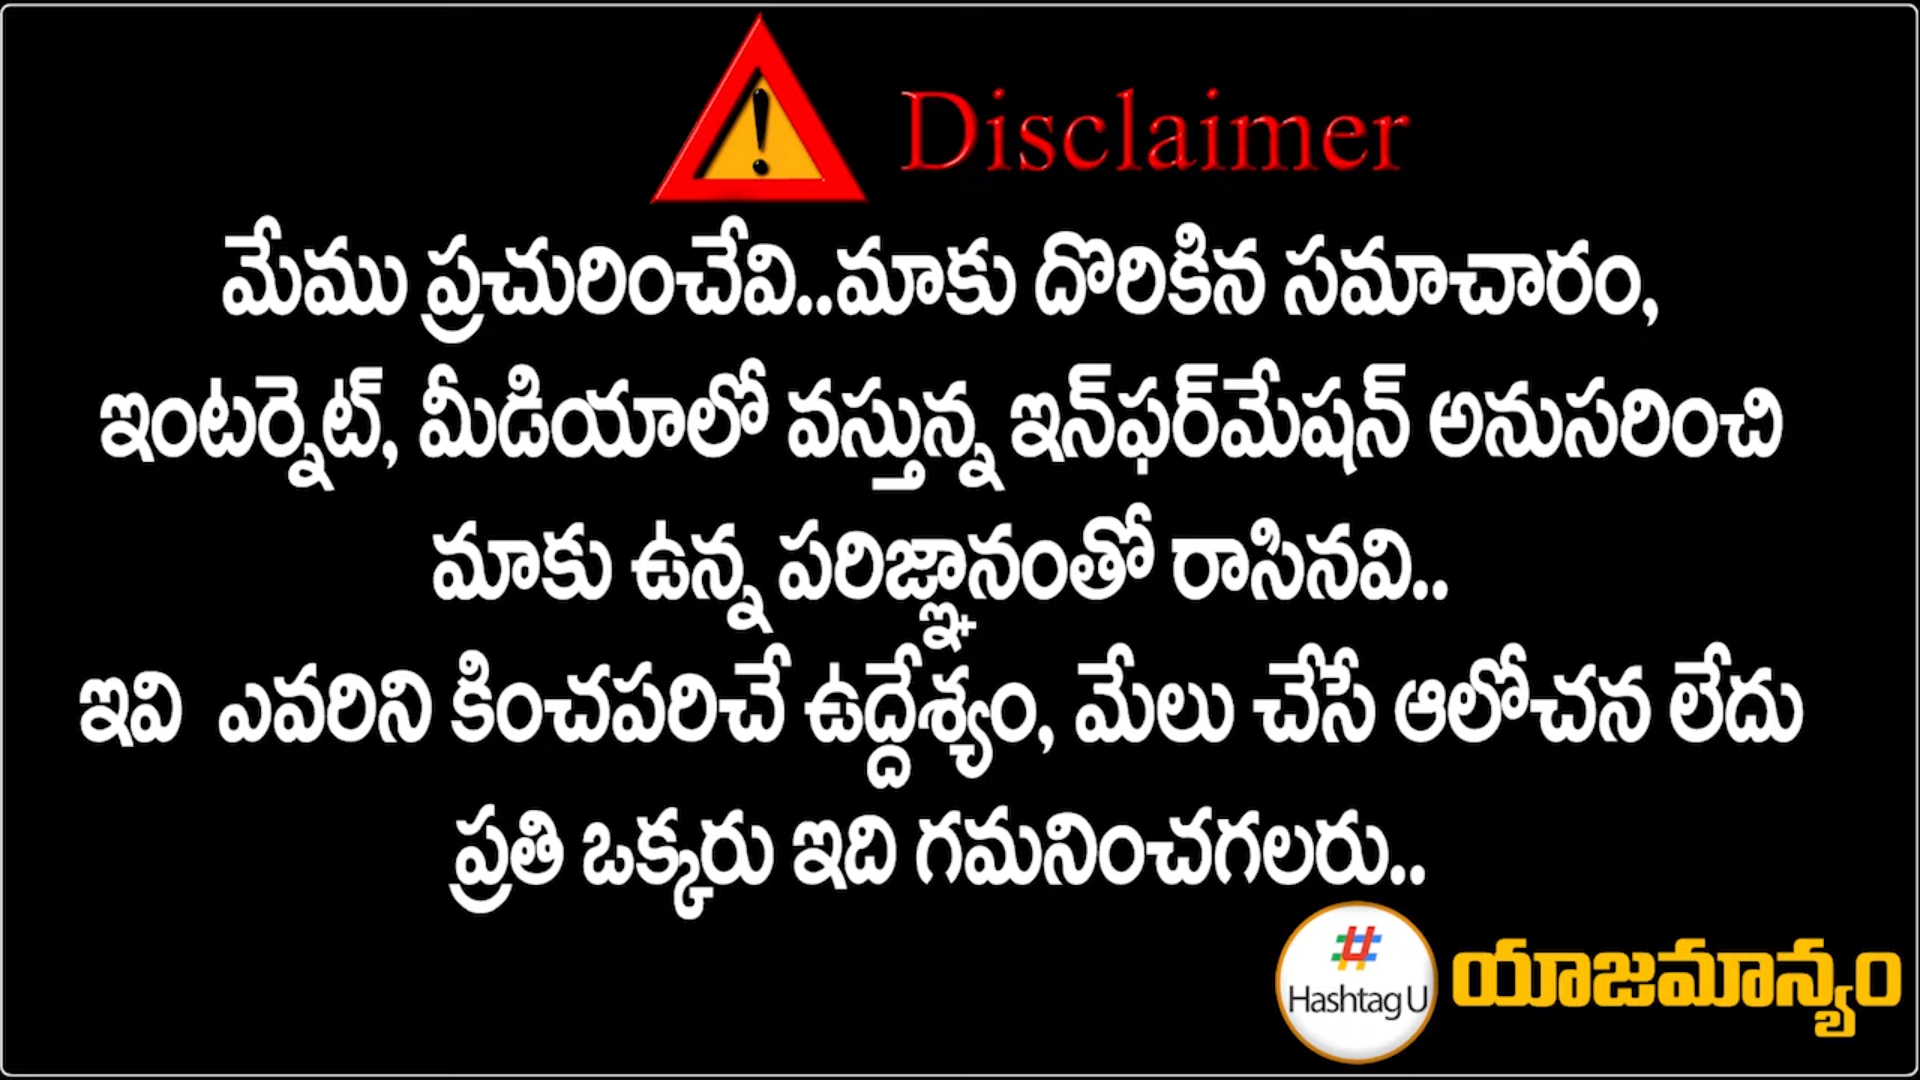 Disclaimer
మేము ప్రచురించేవి..మాకు దొరికిన సమాచారం,
ఇంటర్నెట్, మీడియాలో వస్తున్న ఇన్‌ఫర్‌మేషన్ అనుసరించి
మాకు ఉన్న పరిజ్ఞానంతో రాసినవి..
ఇవి ఎవరిని కించపరిచే ఉద్దేశ్యం, మేలు చేసే ఆలోచన లేదు
ప్రతి ఒక్కరు ఇది గమనించగలరు..
#
Hashtag U
యాజమాన్యం